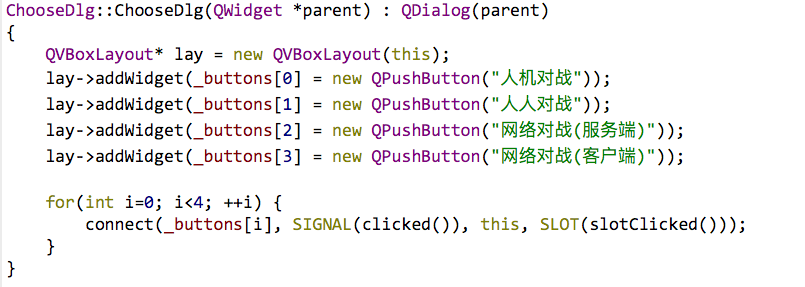 ChooseDlg::ChooseDlg(QWidget *parent) : QDialog(parent)
{
    QVBoxLayout* lay = new QVBoxLayout(this);
    lay->addWidget(_buttons[0] = new QPushButton("人机对战"));
    lay->addWidget(_buttons[1] = new QPushButton("人人对战"));
    lay->addWidget(_buttons[2] = new QPushButton("网络对战(服务端)"));
    lay->addWidget(_buttons[3] = new QPushButton("网络对战(客户端)"));

    for(int i=0; i<4; ++i) {
        connect(_buttons[i], SIGNAL(clicked()), this, SLOT(slotClicked()));
    }
}